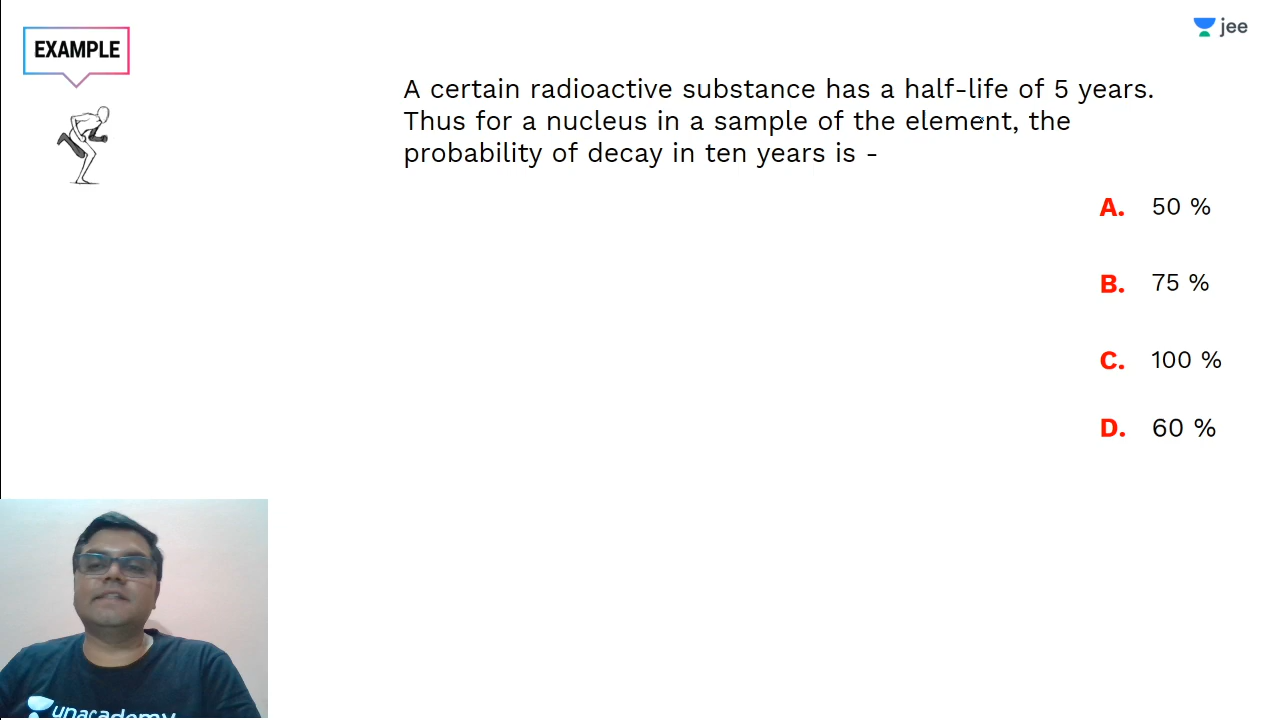 EXAMPLE
jee
A certain radioactive substance has a half-life of 5 years.
Thus for a nucleus in a sample of the element, the
probability of decay in ten years is -
A. 50 %
B. 75 %
C. 100 %
D. 60 %
unacademy